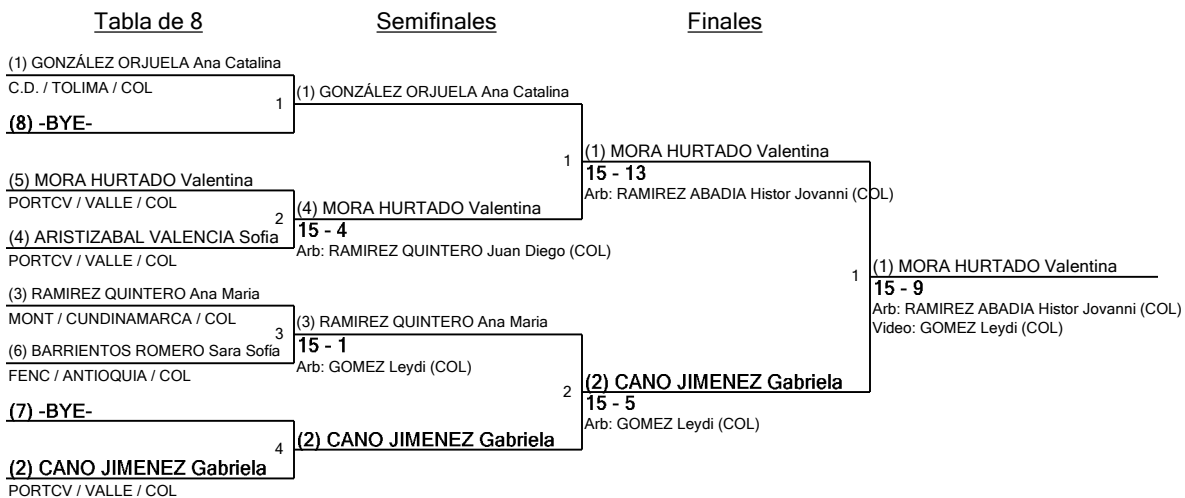 Tabla de 8
Semifinales
Finales
(1) GONZÁLEZ ORJUELA Ana Catalina
C.D. / TOLIMA / COL
1
(8) -BYE-
(1) GONZÁLEZ ORJUELA Ana Catalina
(5) MORA HURTADO Valentina
PORTCV / VALLE / COL
2
(4) ARISTIZABAL VALENCIA Sofia
PORTCV / VALLE / COL
(4) MORA HURTADO Valentina
15 - 4
Arb: RAMIREZ QUINTERO Juan Diego (COL)
1
(1) MORA HURTADO Valentina
15 - 13
Arb: RAMIREZ ABADIA Histor Jovanni (COL)
(3) RAMIREZ QUINTERO Ana Maria
MONT / CUNDINAMARCA / COL
3
(6) BARRIENTOS ROMERO Sara Sofía
FENC / ANTIOQUIA / COL
(3) RAMIREZ QUINTERO Ana Maria
15 - 1
Arb: GOMEZ Leydi (COL)
(7) -BYE-
4
(2) CANO JIMENEZ Gabriela
PORTCV / VALLE / COL
(2) CANO JIMENEZ Gabriela
2
(2) CANO JIMENEZ Gabriela
15 - 5
Arb: GOMEZ Leydi (COL)
1
(1) MORA HURTADO Valentina
15 - 9
Arb: RAMIREZ ABADIA Histor Jovanni (COL)
Video: GOMEZ Leydi (COL)